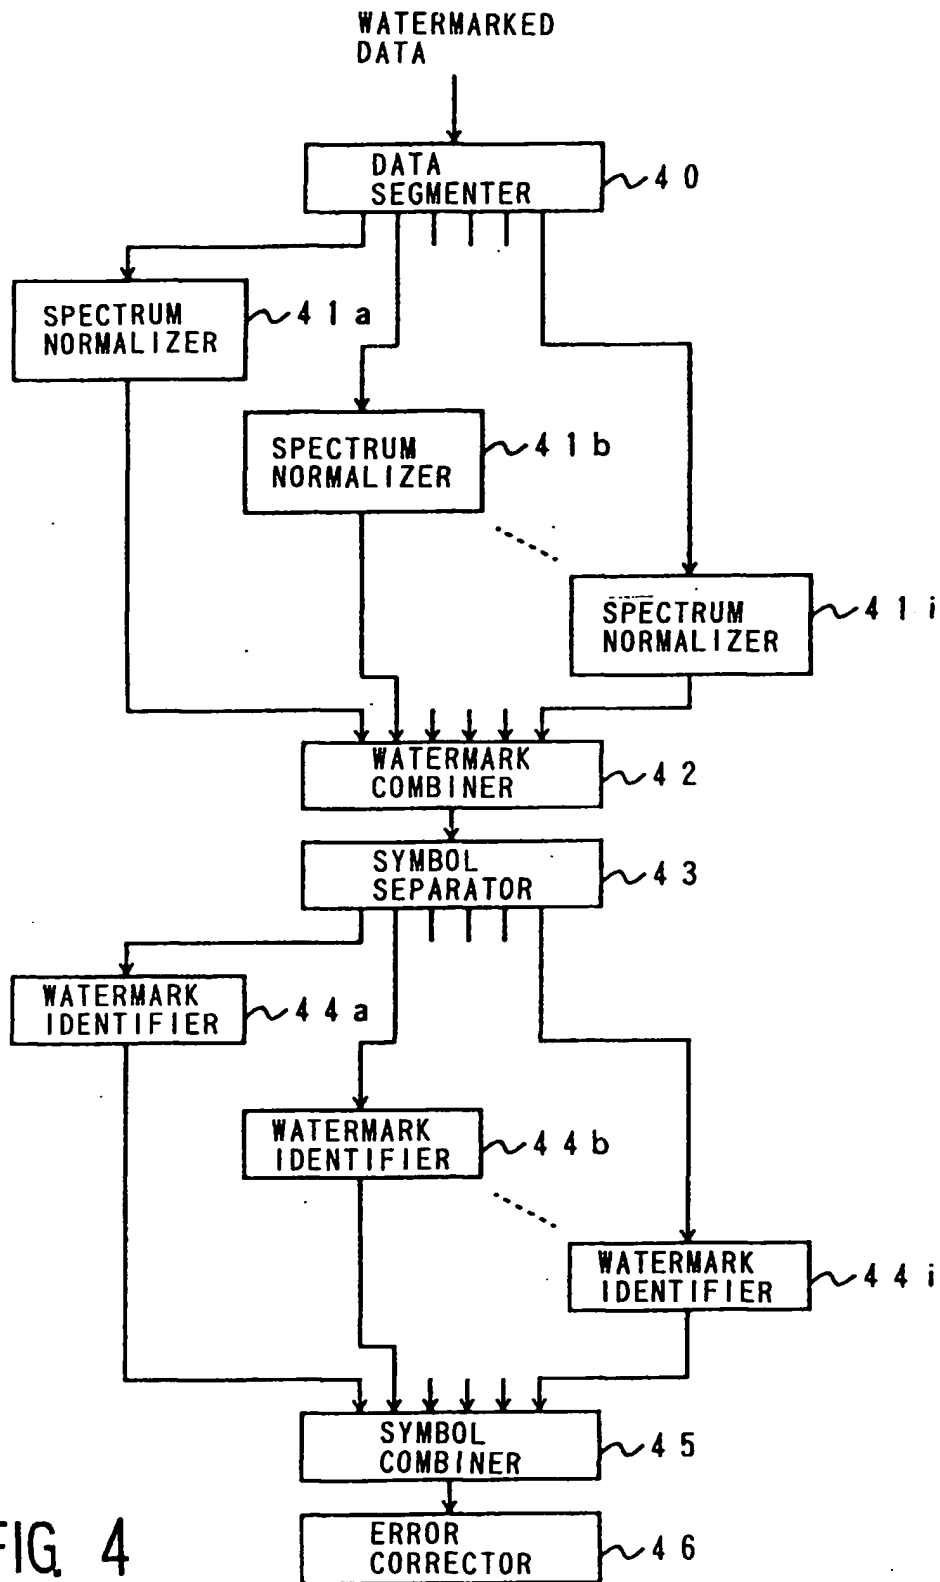 WATERMARKED
DATA
DATA
SEGMENTER
40
SPECTRUM
NORMALIZER
41a
SPECTRUM
NORMALIZER
41b
SPECTRUM
NORMALIZER
41i
WATERMARK
COMBINER
42
SYMBOL
SEPARATOR
43
WATERMARK
IDENTIFIER
44a
WATERMARK
IDENTIFIER
44b
WATERMARK
IDENTIFIER
44i
SYMBOL
COMBINER
45
ERROR
CORRECTOR
46
FIG. 4